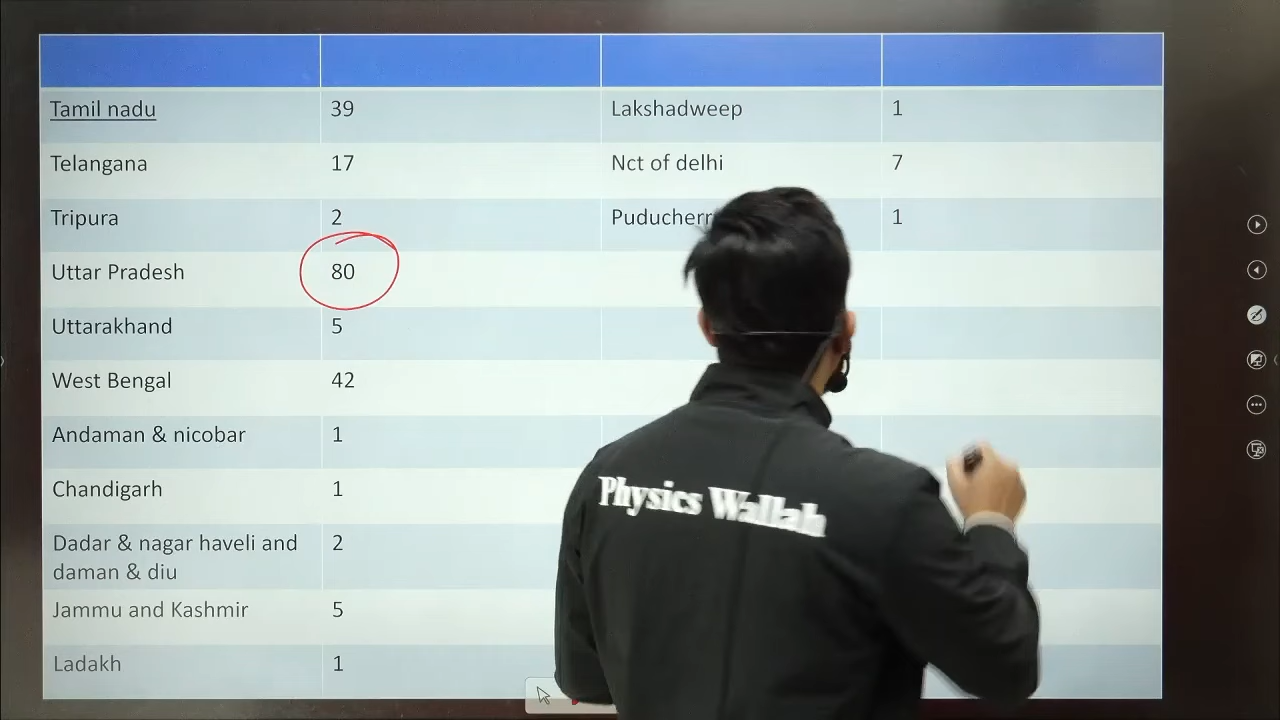 Tamil nadu 39 Lakshadweep 1
Telangana 17 Nct of delhi 7
Tripura 2 Puducherr 1
Uttar Pradesh 80
Uttarakhand 5
West Bengal 42
Andaman & nicobar 1
Chandigarh 1
Dadar & nagar haveli and 2
daman & diu
Jammu and Kashmir 5
Ladakh 1
Physics Wallah